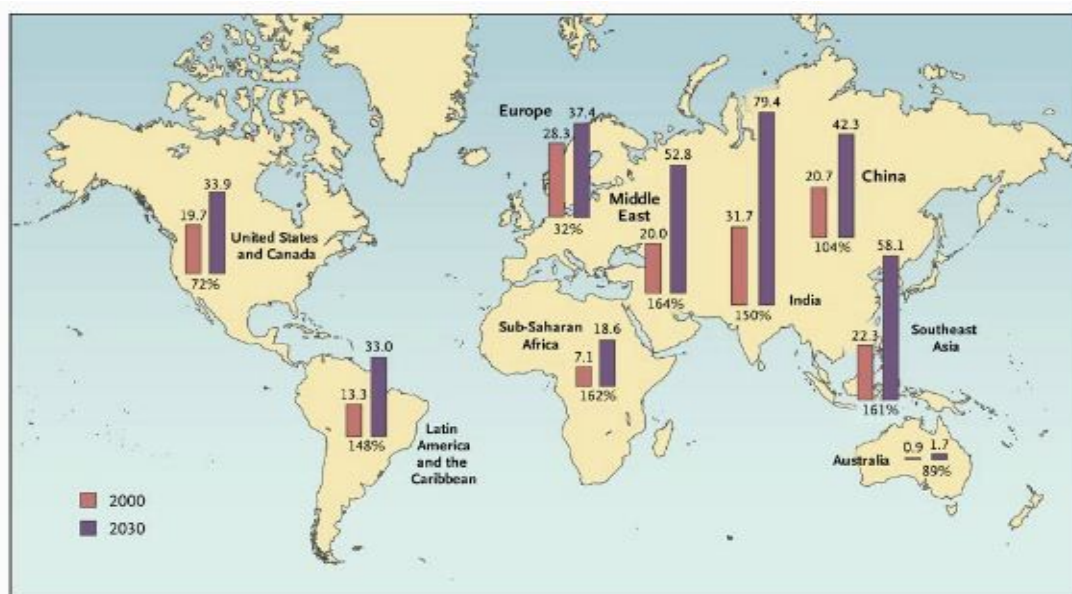 Europe
28.3
37.4
32%
Middle
East
20.0
52.8
164%
31.7
79.4
India
150%
20.7
42.3
China
104%
19.7
33.9
United States
and Canada
72%
Sub-Saharan
Africa
7.1
18.6
162%
22.3
58.1
Southeast
Asia
161%
13.3
33.0
Latin
America
and the
Caribbean
148%
Australia
0.9
1.7
89%
2000
2030